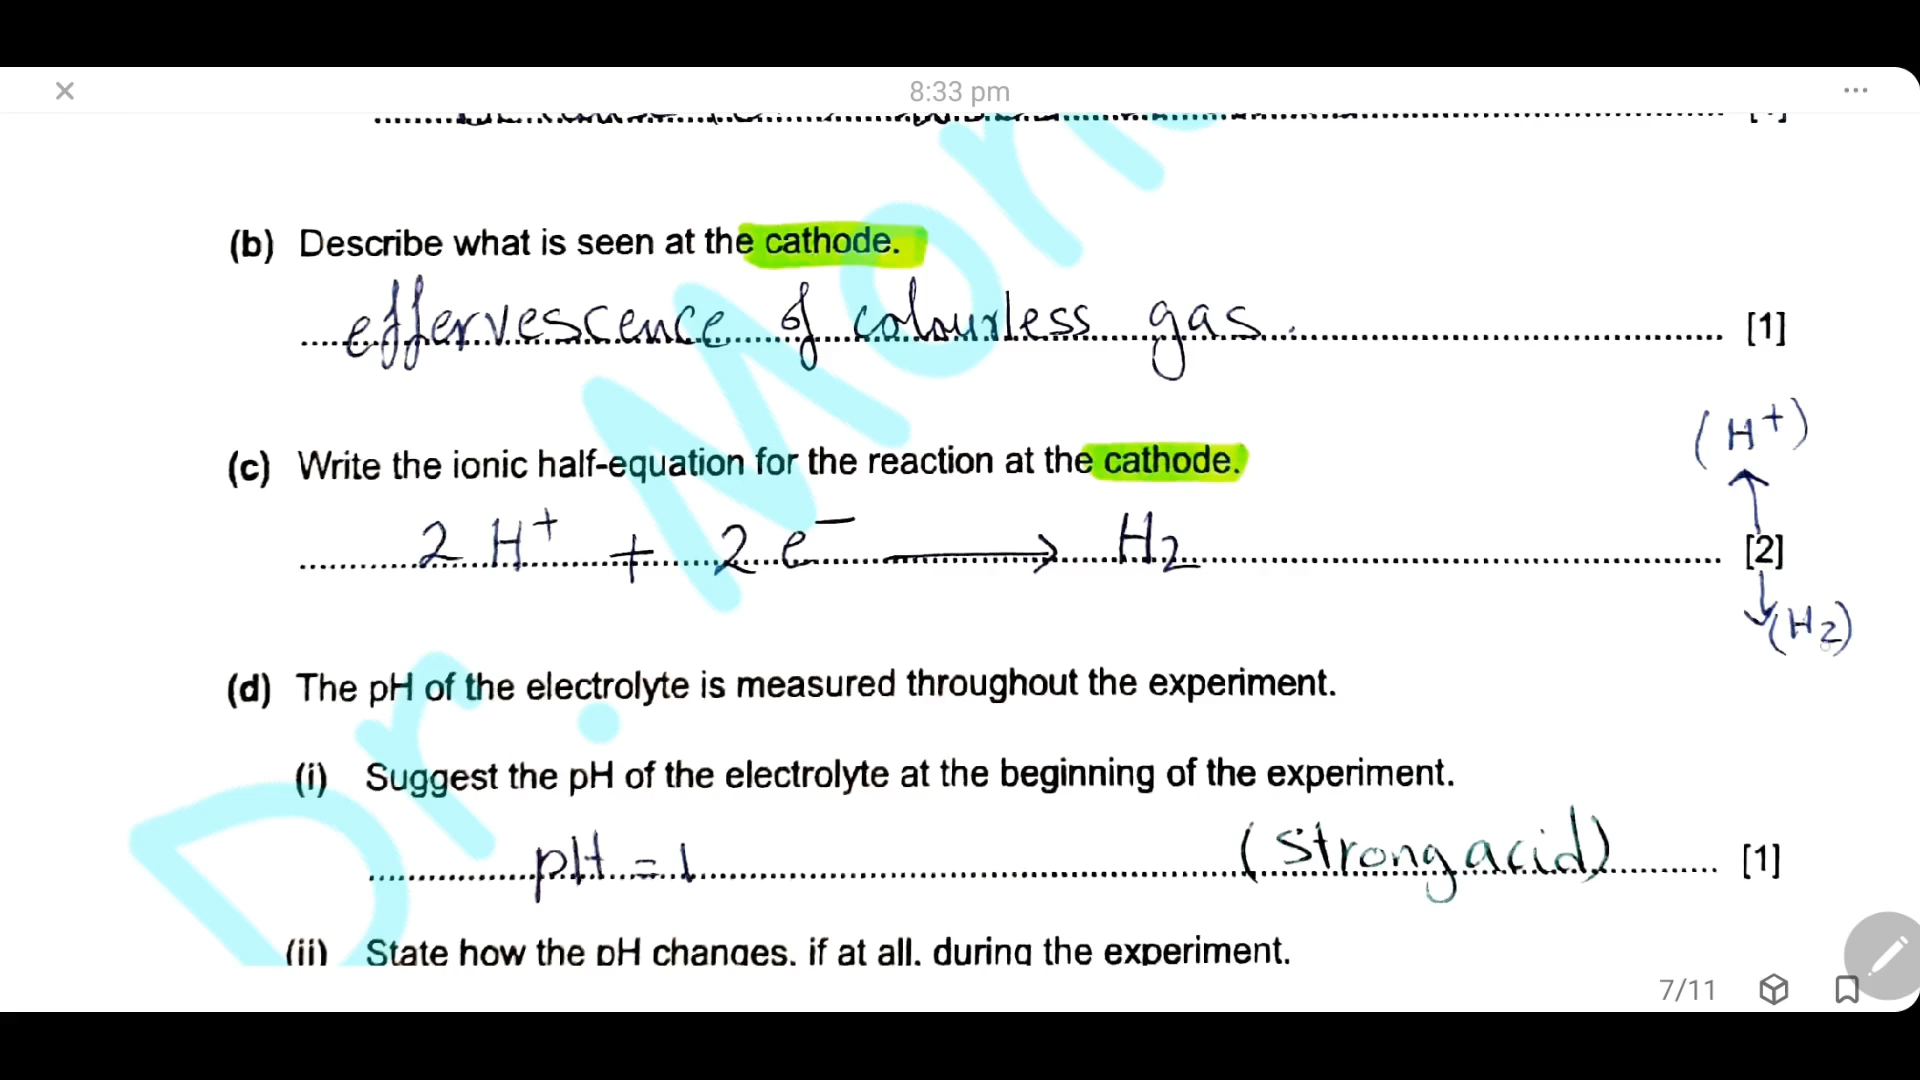 8:33 pm
(b) Describe what is seen at the cathode.
effervescence of colourless gas. [1]
(c) Write the ionic half-equation for the reaction at the cathode.
(H+)
2 H+ + 2 e− → H2 [2]
(H2)
(d) The pH of the electrolyte is measured throughout the experiment.
(i) Suggest the pH of the electrolyte at the beginning of the experiment.
pH = 1 (strong acid) [1]
(ii) State how the pH changes, if at all, during the experiment.
7/11
Dr. Mon